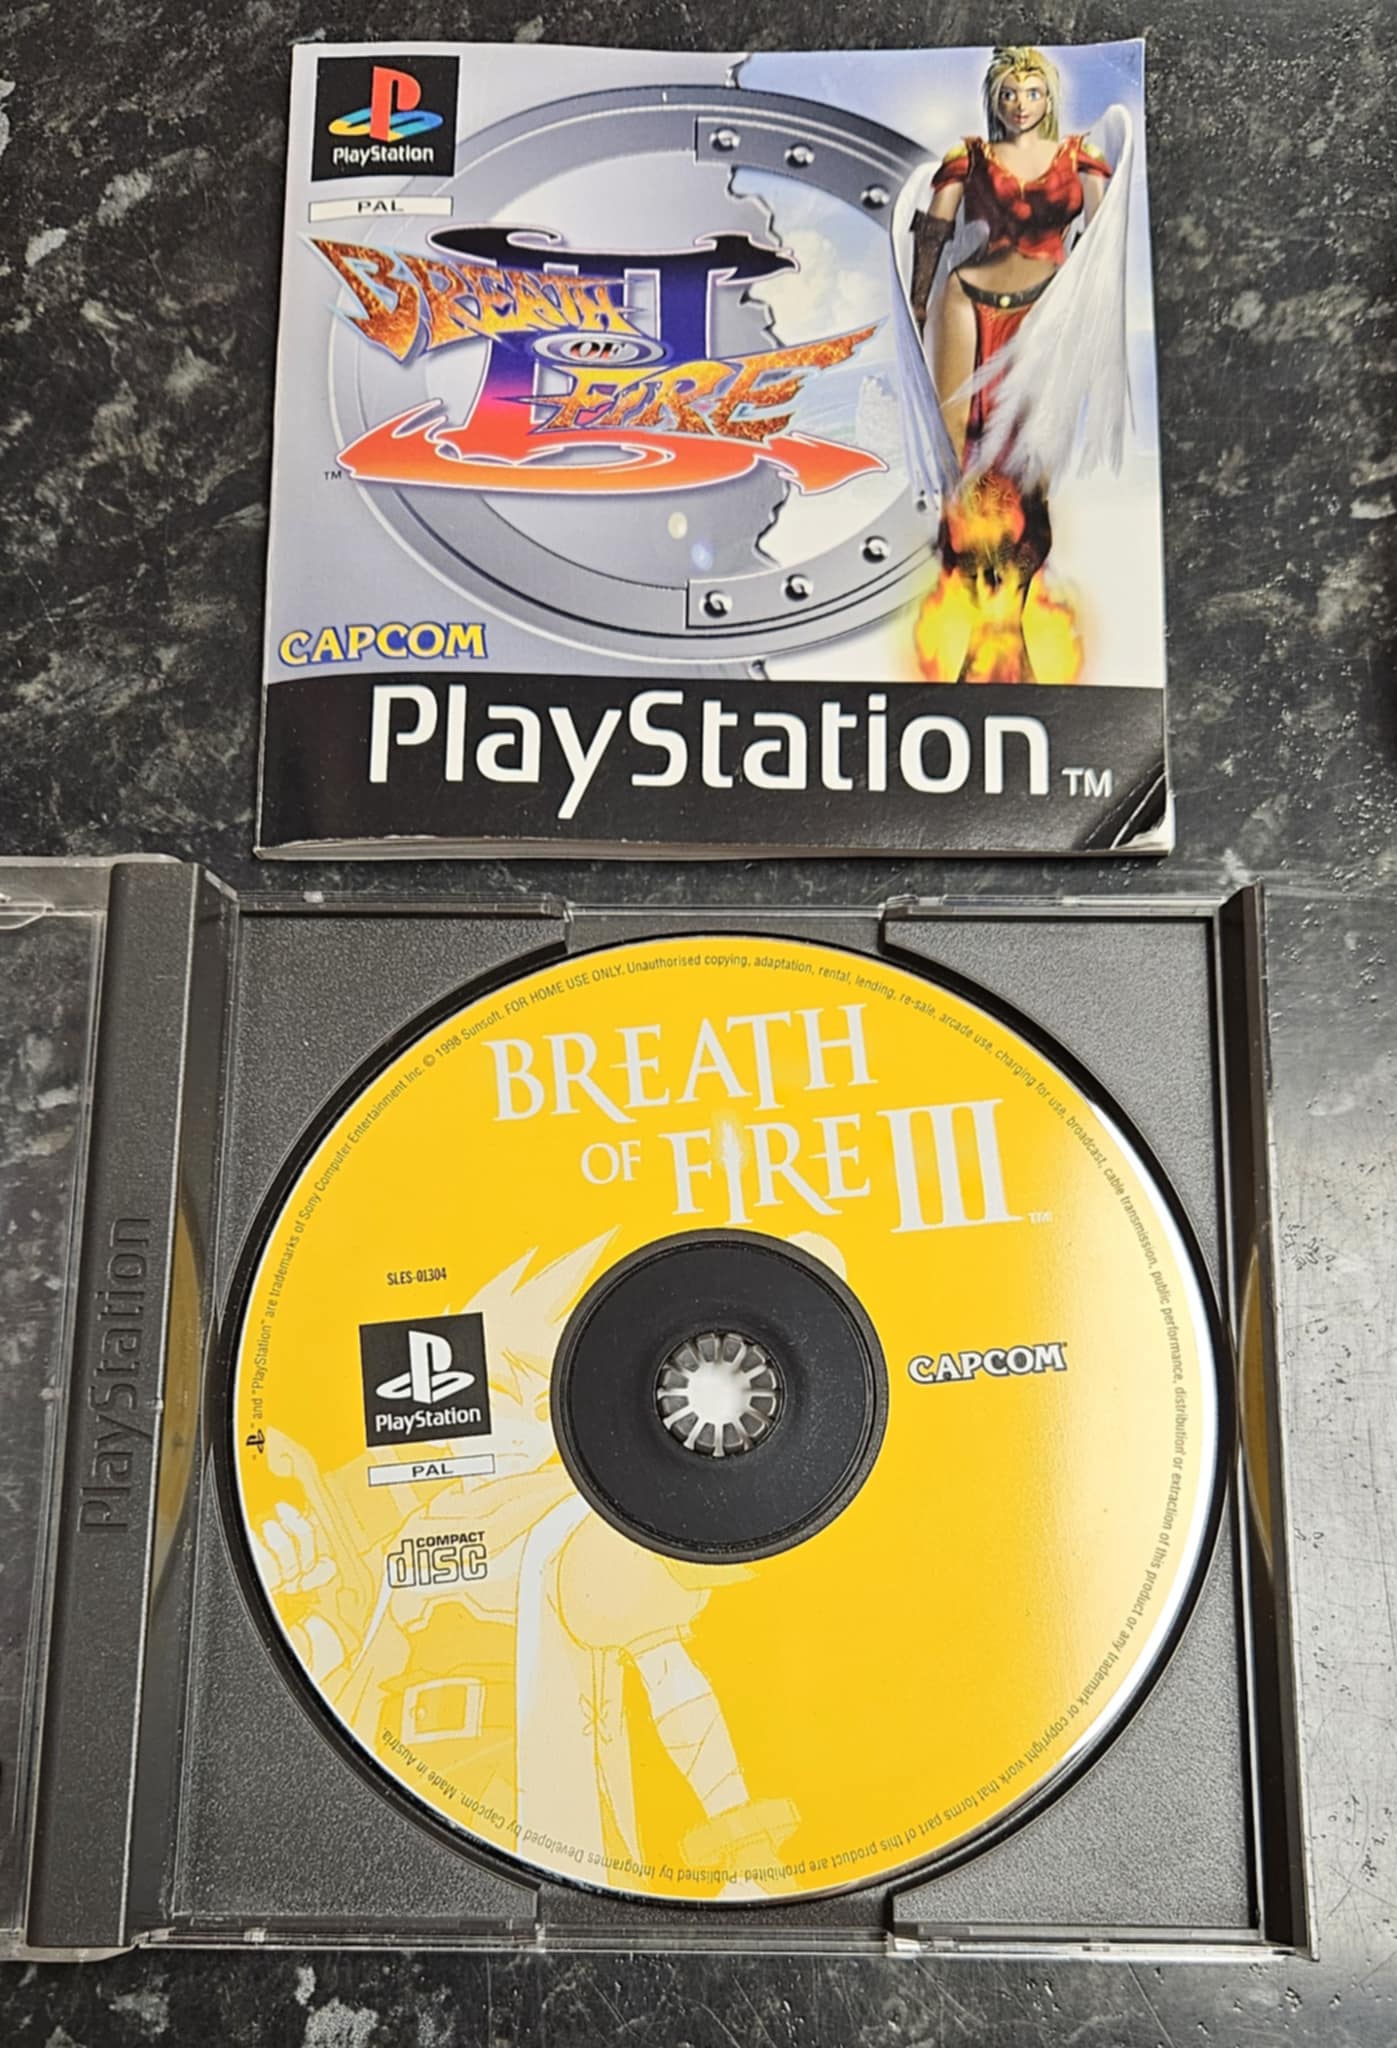 PlayStation
PAL
BREATH
OF
FIRE
III
TM
CAPCOM
PlayStation TM
PlayStation
BREATH
OF FIRE III TM
SLES-01304
PlayStation
PAL
COMPACT
disc
CAPCOM
" " and "PlayStation" are trademarks of Sony Computer Entertainment Inc. © 1998 Sunsoft. FOR HOME USE ONLY. Unauthorised copying, adaptation, rental, lending, re-sale, arcade use, charging for use, broadcast, cable transmission, public performance, distribution or extraction of this product or any trademark or copyright work that forms part of this product are prohibited. Published by Infogrames Developed by Capcom. Made in Austria.